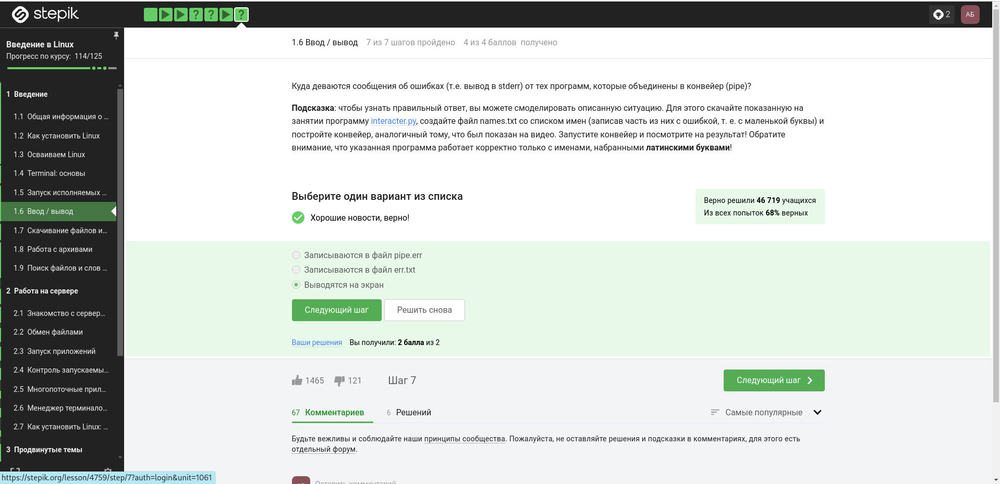 stepik
2
АБ
Введение в Linux
Прогресс по курсу: 114/125
1 Введение
1.1 Общая информация о ...
1.2 Как установить Linux
1.3 Осваиваем Linux
1.4 Terminal: основы
1.5 Запуск исполняемых ...
1.6 Ввод / вывод
1.7 Скачивание файлов и...
1.8 Работа с архивами
1.9 Поиск файлов и слов ...
2 Работа на сервере
2.1 Знакомство с сервер...
2.2 Обмен файлами
2.3 Запуск приложений
2.4 Контроль запускаемы...
2.5 Многопоточные прил...
2.6 Менеджер терминало...
2.7 Как установить Linux: ...
3 Продвинутые темы
https://stepik.org/lesson/4759/step/7?auth=login&unit=1061
1.6 Ввод / вывод 7 из 7 шагов пройдено 4 из 4 баллов получено
Куда деваются сообщения об ошибках (т.е. вывод в stderr) от тех программ, которые объединены в конвейер (pipe)?
Подсказка: чтобы узнать правильный ответ, вы можете смоделировать описанную ситуацию. Для этого скачайте показанную на
занятии программу interacter.py, создайте файл names.txt со списком имен (записав часть из них с ошибкой, т. е. с маленькой буквы) и
постройте конвейер, аналогичный тому, что был показан на видео. Запустите конвейер и посмотрите на результат! Обратите
внимание, что указанная программа работает корректно только с именами, набранными латинскими буквами!
Выберите один вариант из списка
Хорошие новости, верно!
Верно решили 46 719 учащихся
Из всех попыток 68% верных
Записываются в файл pipe.err
Записываются в файл err.txt
Выводятся на экран
Следующий шаг Решить снова
Ваши решения Вы получили: 2 балла из 2
1465 121 Шаг 7 Следующий шаг
67 Комментариев 6 Решений Самые популярные
Будьте вежливы и соблюдайте наши принципы сообщества. Пожалуйста, не оставляйте решения и подсказки в комментариях, для этого есть
отдельный форум.
Оставить комментарий